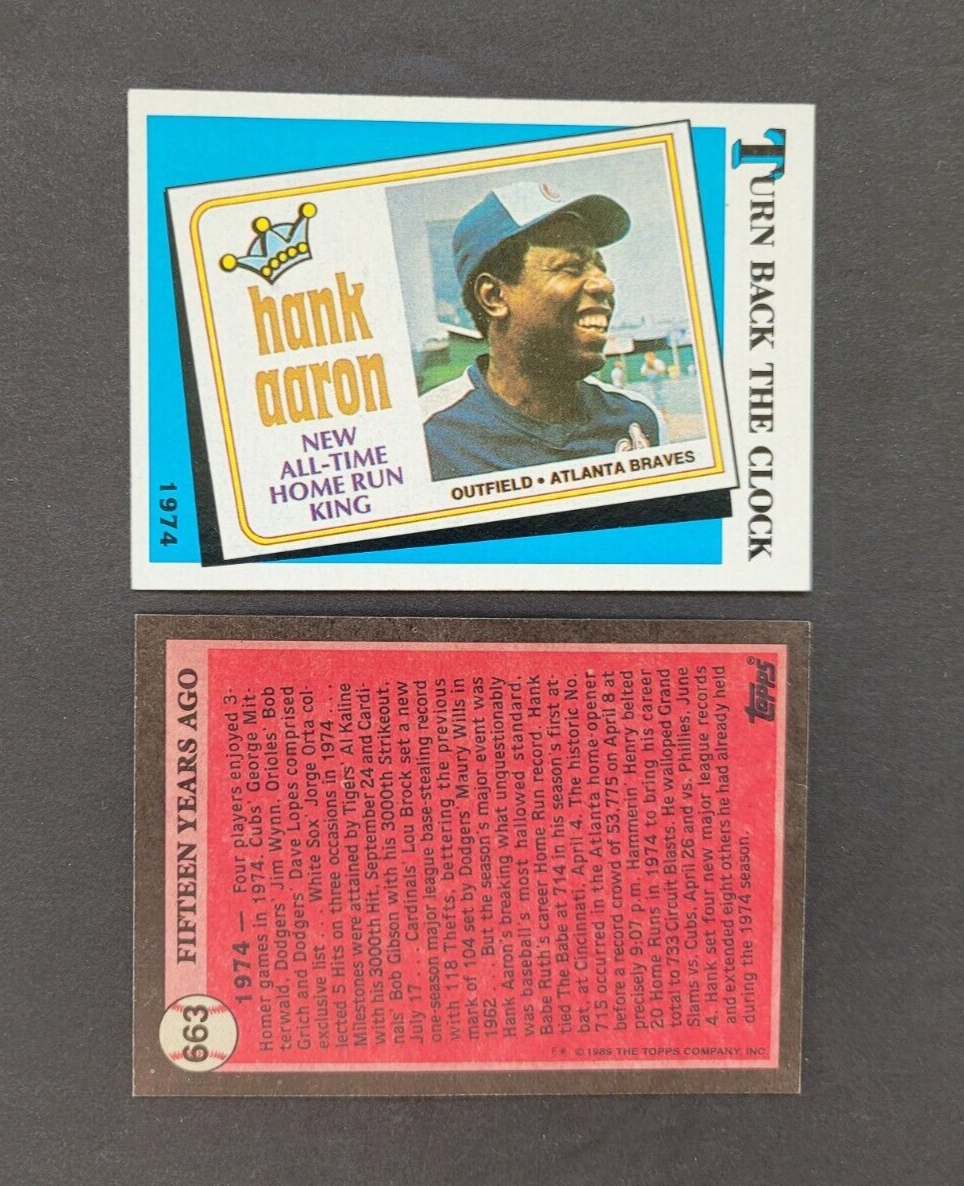 TURN BACK THE CLOCK
hank
aaron
NEW
ALL-TIME
HOME RUN
KING
OUTFIELD • ATLANTA BRAVES
1974
663
FIFTEEN YEARS AGO
1974 — Four players enjoyed 3-
Homer games in 1974. Cubs' George Mit-
terwald, Dodgers' Jim Wynn, Orioles' Bob
Grich and Dodgers' Dave Lopes comprised
exclusive list . . . White Sox' Jorge Orta col-
lected 5 Hits on three occasions in 1974 . . .
Milestones were attained by Tigers' Al Kaline
with his 3000th Hit, September 24 and Cardi-
nals' Bob Gibson with his 3000th Strikeout,
July 17 . . . Cardinals' Lou Brock set a new
one-season major league base-stealing record
with 118 Thefts, bettering the previous
mark of 104 set by Dodgers' Maury Wills in
1962 . . . But the season's major event was
Hank Aaron's breaking what unquestionably
was baseball's most hallowed standard,
Babe Ruth's career Home Run record. Hank
tied The Babe at 714 in his season's first at-
bat, at Cincinnati, April 4. The historic No.
715 occurred in the Atlanta home-opener
before a record crowd of 53,775 on April 8 at
precisely 9:07 p.m. Hammerin' Henry belted
20 Home Runs in 1974 to bring his career
total to 733 Circuit Blasts. He walloped Grand
Slams vs. Cubs, April 26 and vs. Phillies, June
4. Hank set four new major league records
and extended eight others he had already held
during the 1974 season.
F* © 1989 THE TOPPS COMPANY, INC.
topps®